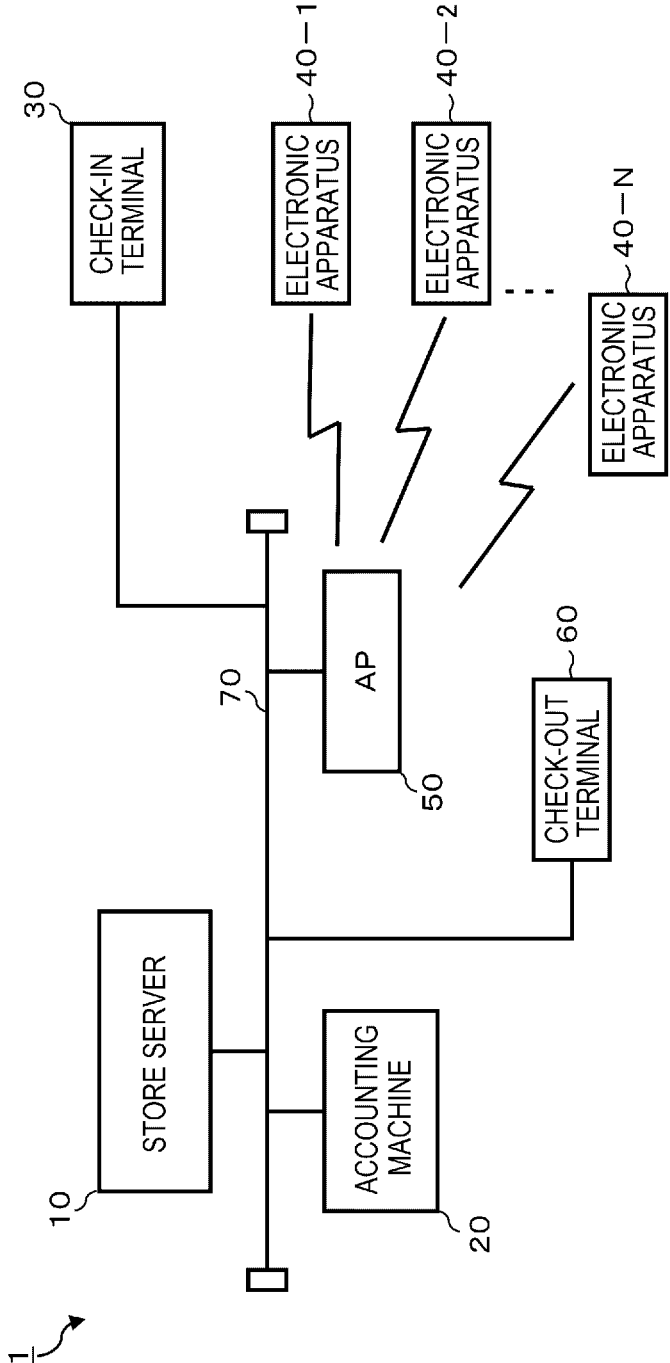 1
10
STORE SERVER
20
ACCOUNTING
MACHINE
70
50
AP
60
CHECK-OUT
TERMINAL
30
CHECK-IN
TERMINAL
40-1
ELECTRONIC
APPARATUS
40-2
ELECTRONIC
APPARATUS
40-N
ELECTRONIC
APPARATUS